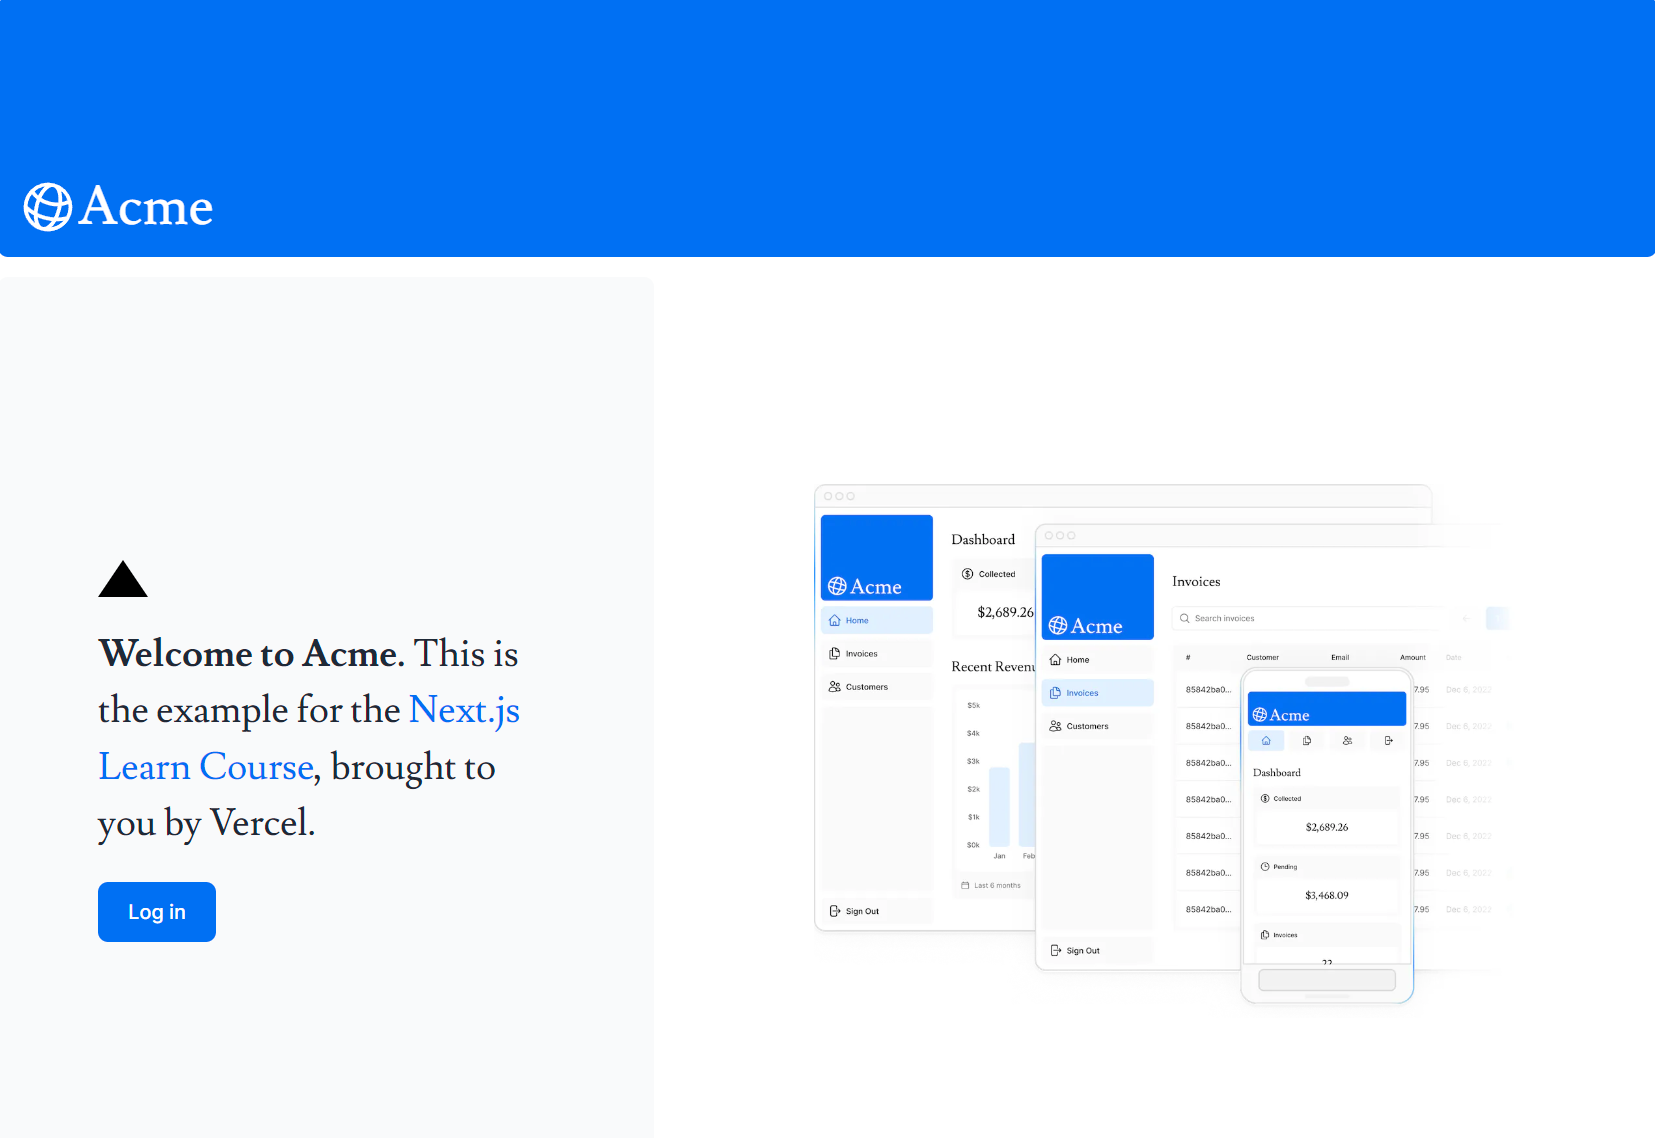 Acme
Welcome to Acme. This is
the example for the Next.js
Learn Course, brought to
you by Vercel.
Log in
Acme
Home
Invoices
Customers
Sign Out
Dashboard
Collected
$2,689.26
Recent Revenu
$5k
$4k
$3k
$2k
$1k
$0k
Jan Feb
Last 6 months
Acme
Home
Invoices
Customers
Sign Out
Invoices
Search invoices
# Customer Email Amount Date
85842ba0... 7.95 Dec 6, 2022
85842ba0... 7.95 Dec 6, 2022
85842ba0... 7.95 Dec 6, 2022
85842ba0... 7.95 Dec 6, 2022
85842ba0... 7.95 Dec 6, 2022
85842ba0... 7.95 Dec 6, 2022
85842ba0... 7.95 Dec 6, 2022
Acme
Dashboard
Collected
$2,689.26
Pending
$3,468.09
Invoices
22